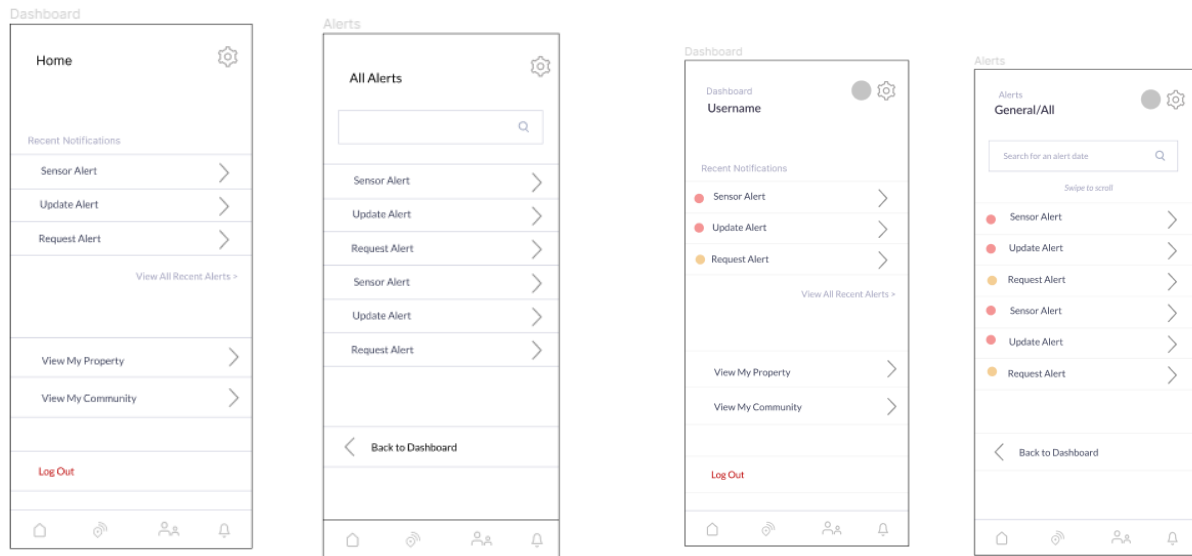 Dashboard
Home
Recent Notifications
Sensor Alert
Update Alert
Request Alert
View All Recent Alerts >
View My Property
View My Community
Log Out
Alerts
All Alerts
Sensor Alert
Update Alert
Request Alert
Sensor Alert
Update Alert
Request Alert
Back to Dashboard
Dashboard
Dashboard
Username
Recent Notifications
Sensor Alert
Update Alert
Request Alert
View All Recent Alerts >
View My Property
View My Community
Log Out
Alerts
Alerts
General/All
Search for an alert date
Swipe to scroll
Sensor Alert
Update Alert
Request Alert
Sensor Alert
Update Alert
Request Alert
Back to Dashboard